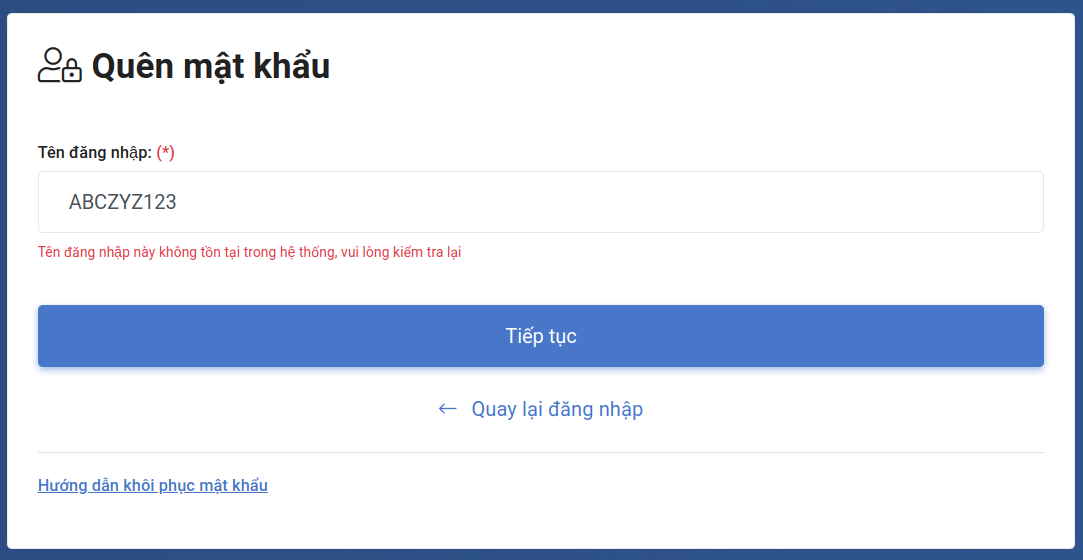 Quên mật khẩu
Tên đăng nhập: (*)
ABCZYZ123
Tên đăng nhập này không tồn tại trong hệ thống, vui lòng kiểm tra lại
Tiếp tục
← Quay lại đăng nhập
Hướng dẫn khôi phục mật khẩu